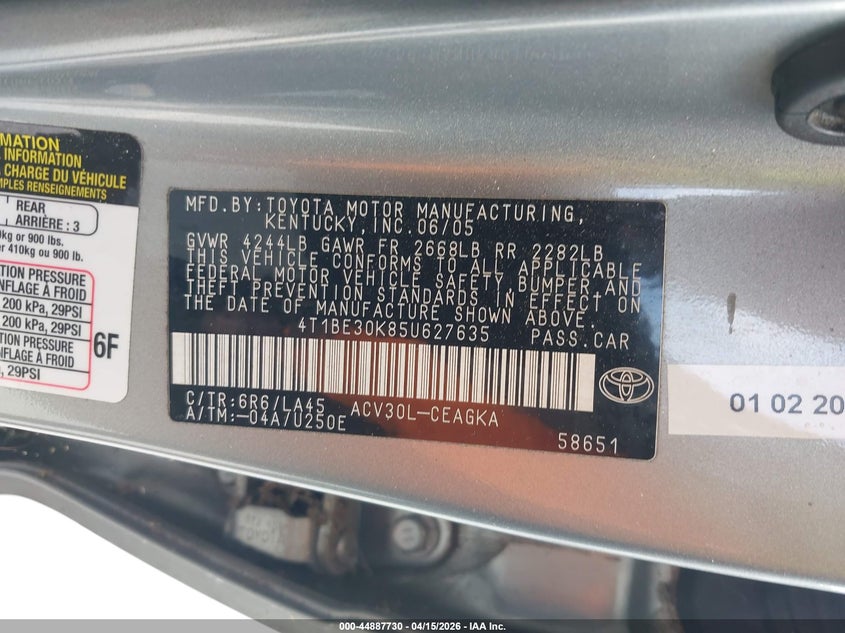 RMATION
INFORMATION
A CHARGE DU VÉHICULE
MPLES RENSEIGNEMENTS
REAR
ARRIÈRE : 3
kg or 900 lbs.
r 410kg ou 900 lb.
TION PRESSURE
NFLAGE À FROID
200 kPa, 29PSI
200 kPa, 29PSI
TION PRESSURE
NFLAGE À FROID
, 29PSI
6F
MFD.BY:TOYOTA MOTOR MANUFACTURING,
KENTUCKY,INC.06/05
GVWR 4244LB GAWR FR 2668LB RR 2282LB
THIS VEHICLE CONFORMS TO ALL APPLICABLE
FEDERAL MOTOR VEHICLE SAFETY,BUMPER,AND
THEFT PREVENTION STANDARDS IN EFFECT ON
THE DATE OF MANUFACTURE SHOWN ABOVE.
4T1BE30K85U627635 PASS.CAR
C/TR:6R6/LA45 ACV30L-CEAGKA
A/TM:-04A/U250E
58651
TOYOTA
01 02 20
000-44887730 - 04/15/2026 - IAA Inc.